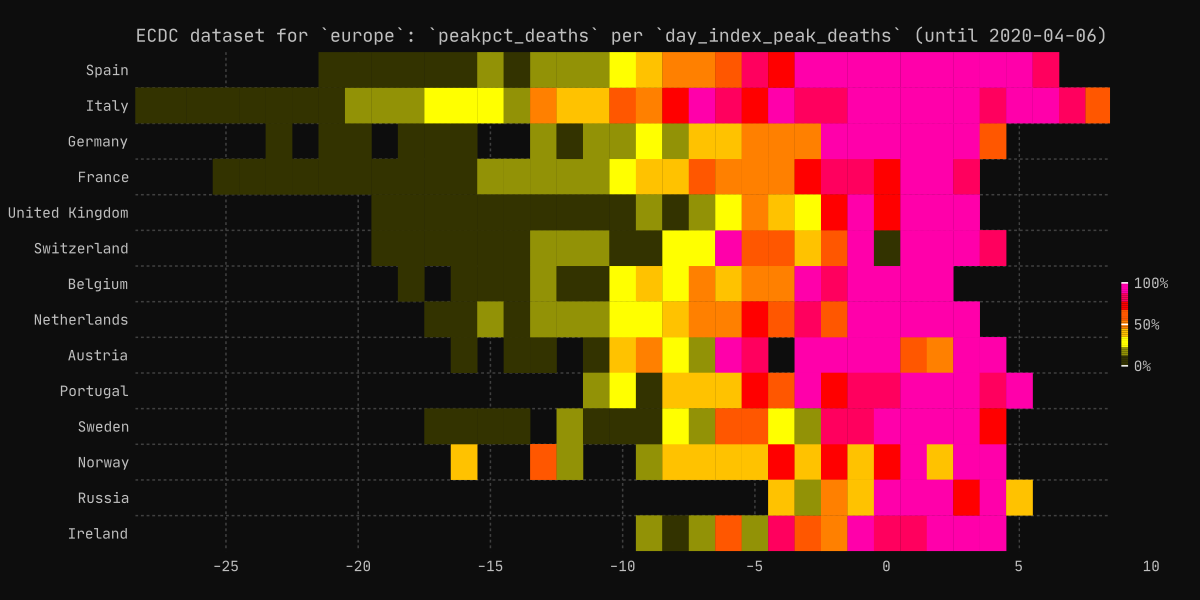 ECDC dataset for `europe`: `peakpct_deaths` per `day_index_peak_deaths` (until 2020-04-06)
Spain
Italy
Germany
France
United Kingdom
Switzerland
Belgium
Netherlands
Austria
Portugal
Sweden
Norway
Russia
Ireland
100%
50%
0%
−25 −20 −15 −10 −5 0 5 10